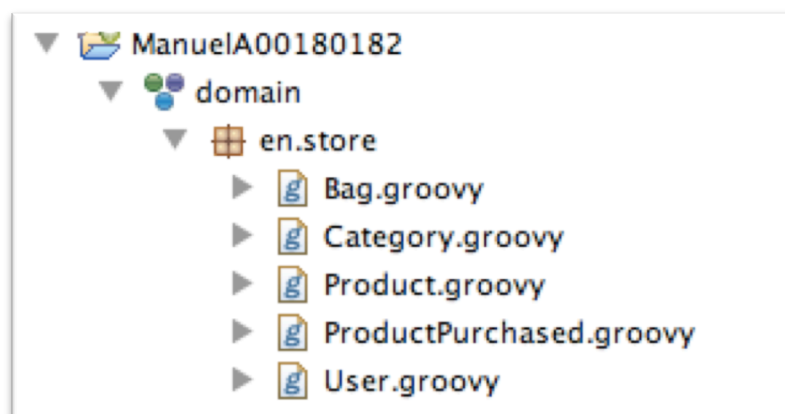 ManuelA00180182
domain
en.store
Bag.groovy
Category.groovy
Product.groovy
ProductPurchased.groovy
User.groovy